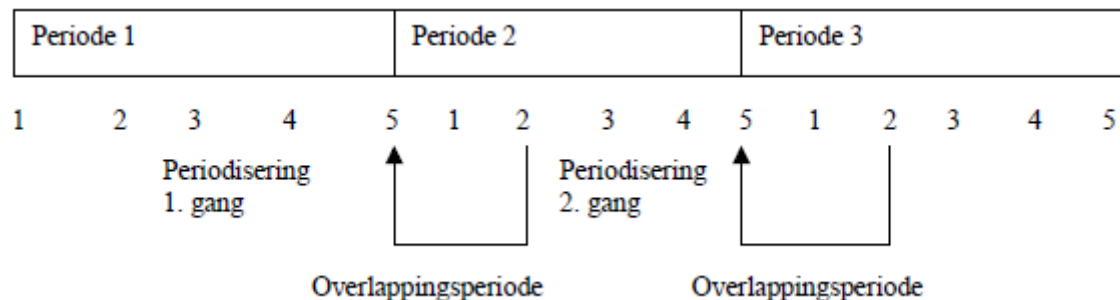 Periode 1 Periode 2 Periode 3
1 2 3 4 5 1 2 3 4 5 1 2 3 4 5
Periodisering Periodisering
1. gang 2. gang
Overlappingsperiode Overlappingsperiode